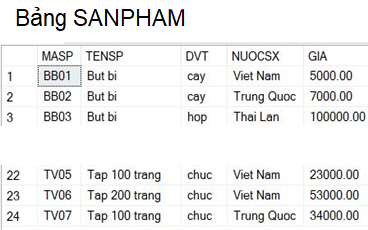 Bảng SANPHAM
MASP TENSP DVT NUOCSX GIA
1 BB01 But bi cay Viet Nam 5000.00
2 BB02 But bi cay Trung Quoc 7000.00
3 BB03 But bi hop Thai Lan 100000.00
22 TV05 Tap 100 trang chuc Viet Nam 23000.00
23 TV06 Tap 200 trang chuc Viet Nam 53000.00
24 TV07 Tap 100 trang chuc Trung Quoc 34000.00